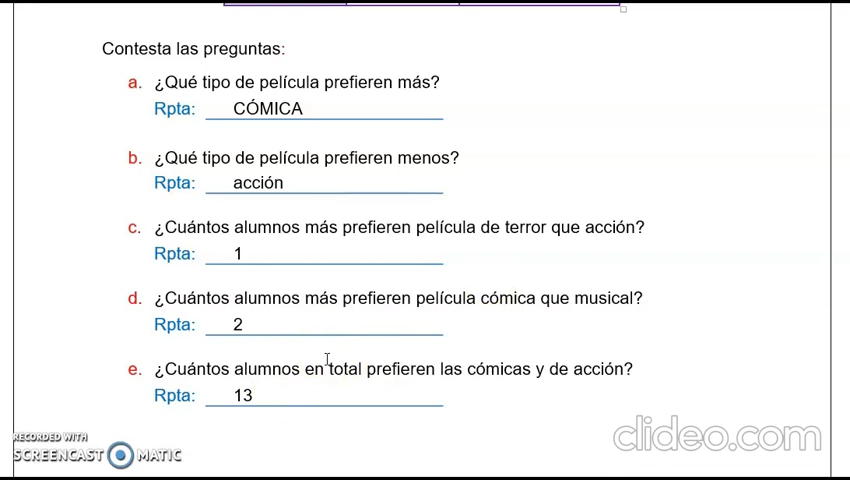 Contesta las preguntas:
a. ¿Qué tipo de película prefieren más?
Rpta: CÓMICA
b. ¿Qué tipo de película prefieren menos?
Rpta: acción
c. ¿Cuántos alumnos más prefieren película de terror que acción?
Rpta: 1
d. ¿Cuántos alumnos más prefieren película cómica que musical?
Rpta: 2
e. ¿Cuántos alumnos en total prefieren las cómicas y de acción?
Rpta: 13
RECORDED WITH
SCREENCAST MATIC
clideo.com